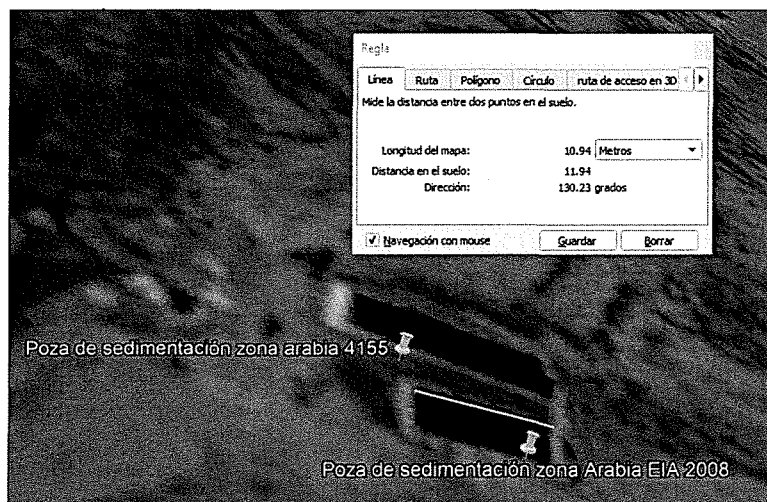 Regla
Línea Ruta Polígono Círculo ruta de acceso en 3D
Mide la distancia entre dos puntos en el suelo.
Longitud del mapa: 10.94 Metros
Distancia en el suelo: 11.94
Dirección: 130.23 grados
Navegación con mouse Guardar Borrar
Poza de sedimentación zona arabia 4155
Poza de sedimentación zona Arabia EIA 2008